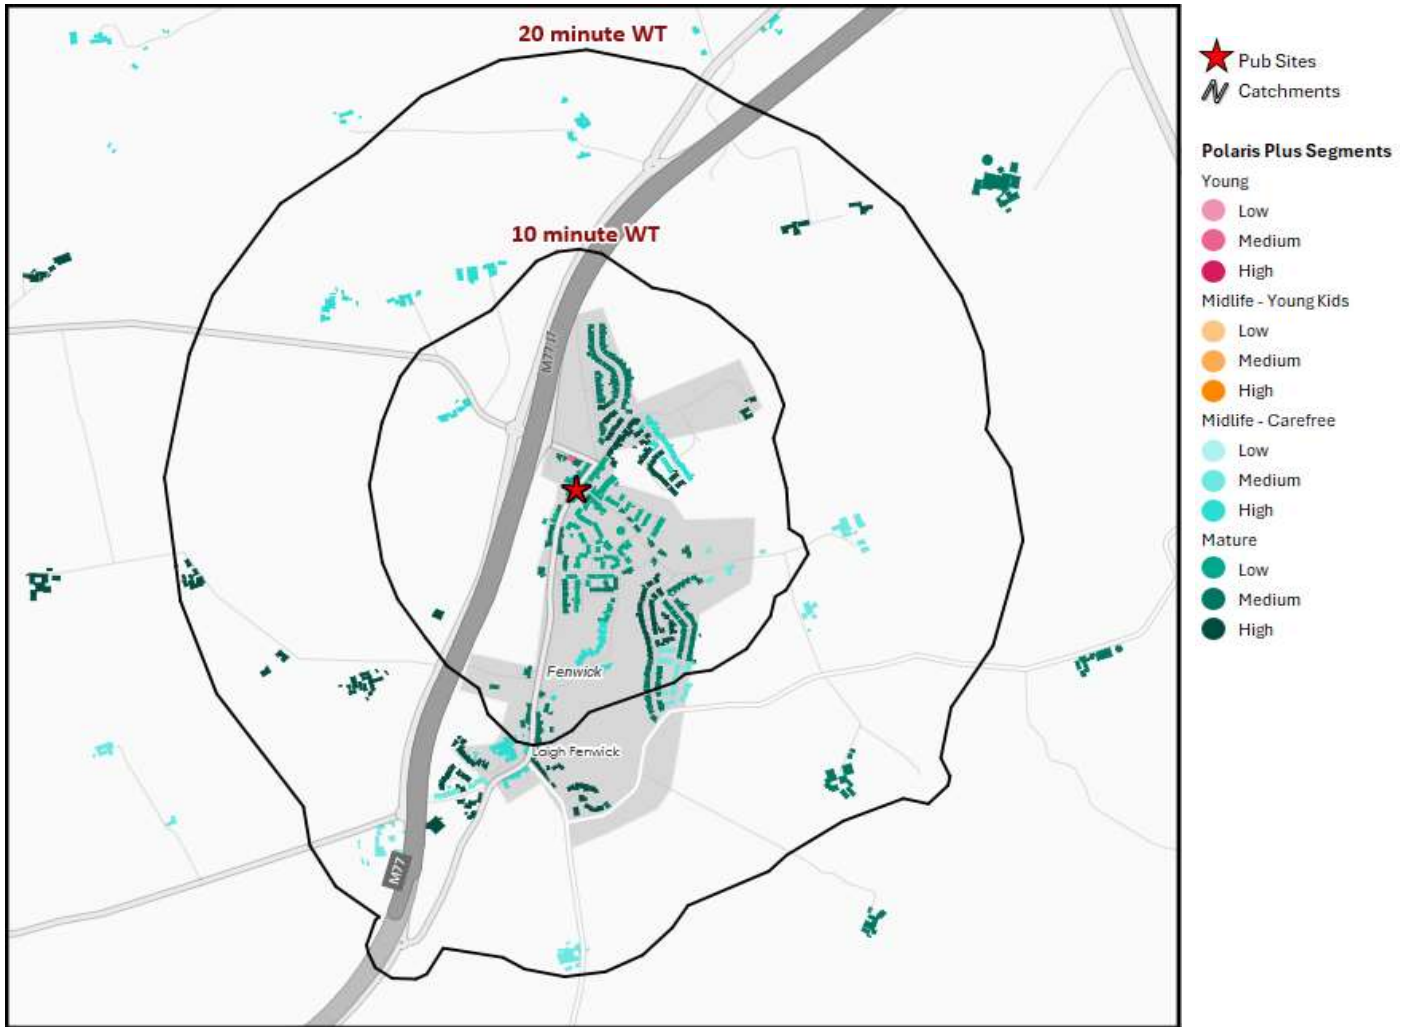 20 minute WT
10 minute WT
M77 J7
Fenwick
Laigh Fenwick
M77
Pub Sites
Catchments
Polaris Plus Segments
Young
Low
Medium
High
Midlife - Young Kids
Low
Medium
High
Midlife - Carefree
Low
Medium
High
Mature
Low
Medium
High